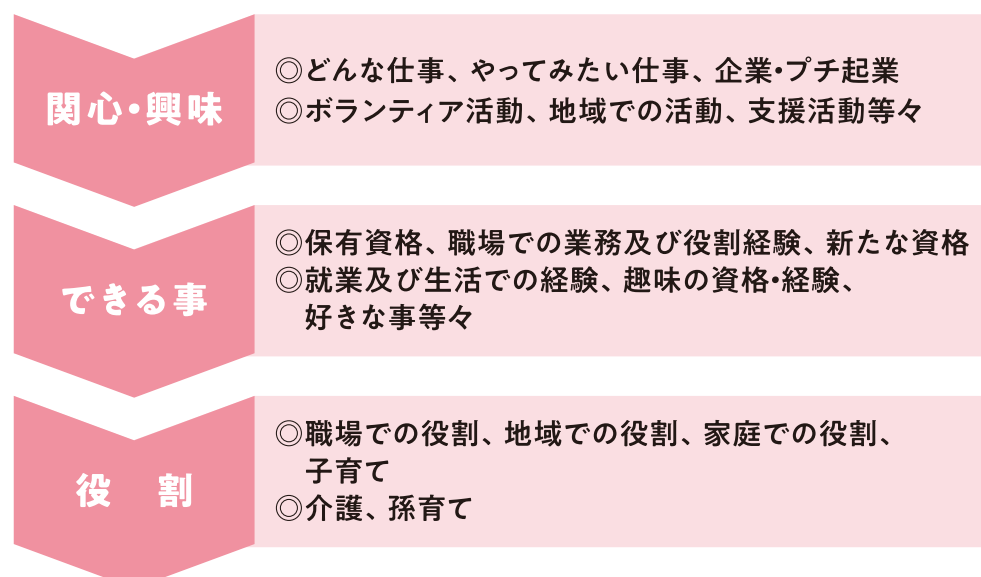 関心・興味
◎どんな仕事、やってみたい仕事、企業・プチ起業
◎ボランティア活動、地域での活動、支援活動等々
できる事
◎保有資格、職場での業務及び役割経験、新たな資格
◎就業及び生活での経験、趣味の資格・経験、
好きな事等々
役割
◎職場での役割、地域での役割、家庭での役割、
子育て
◎介護、孫育て